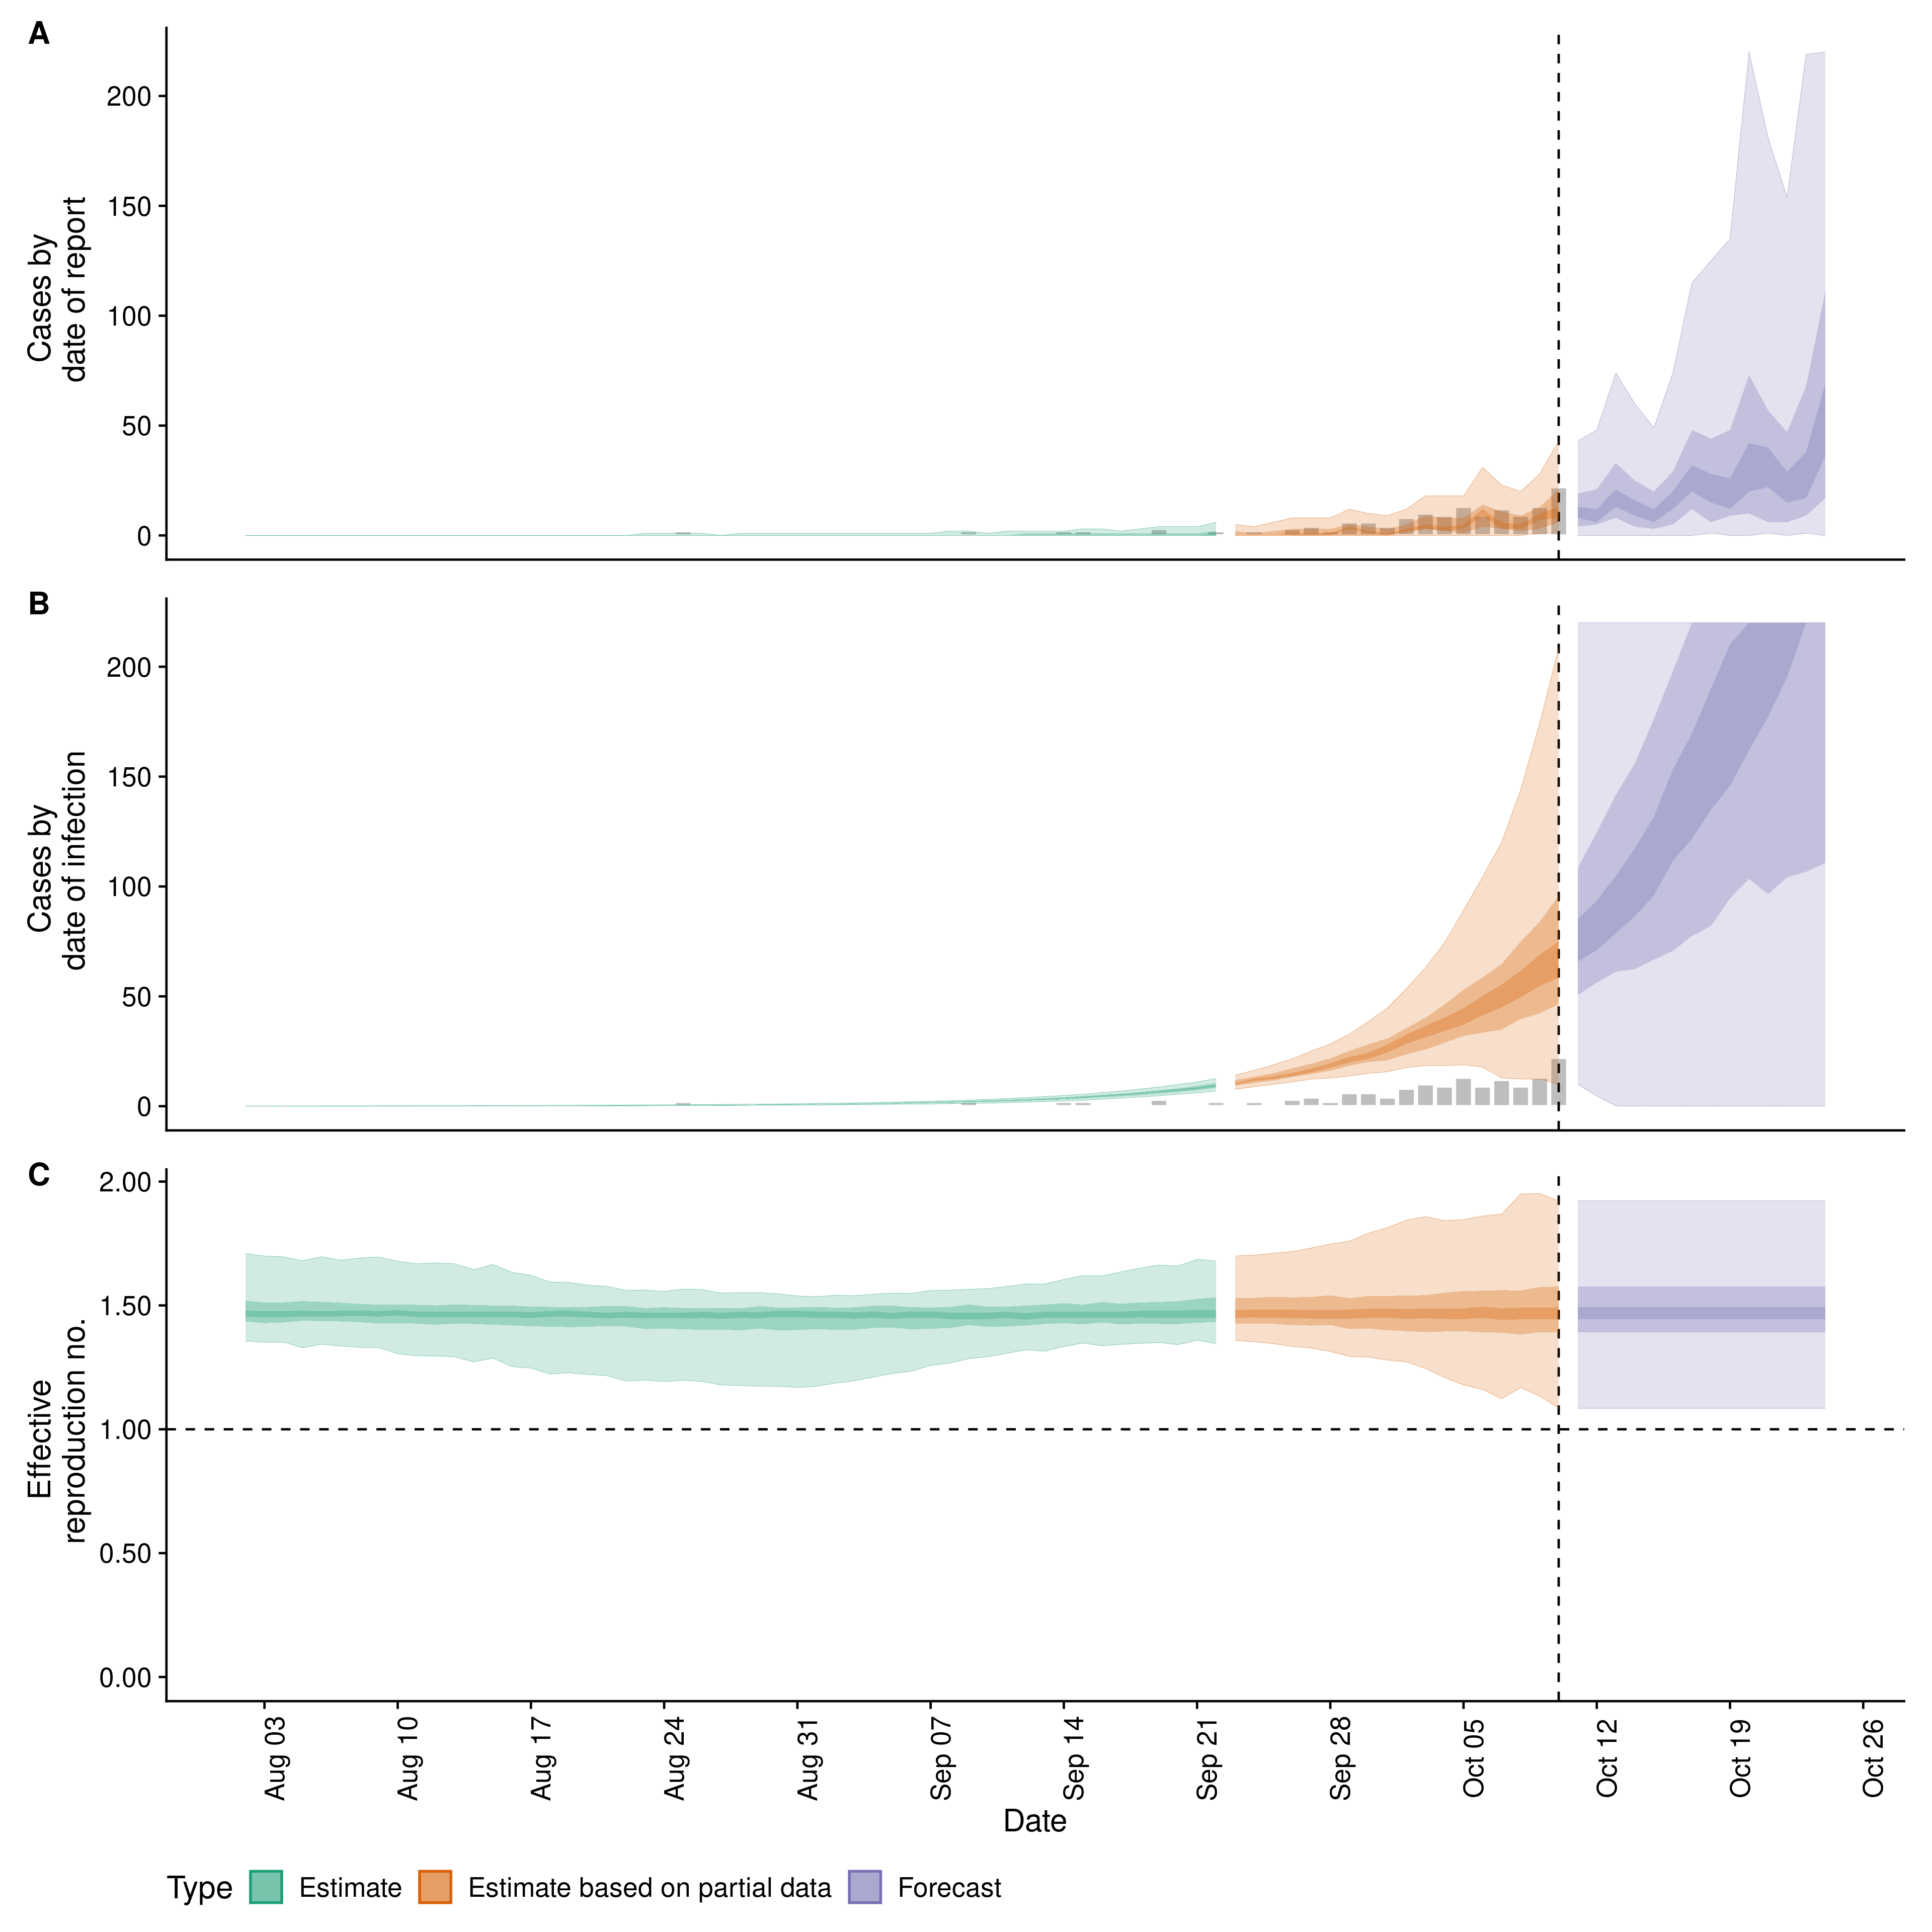 A
Cases by
date of report
200
150
100
50
0
B
Cases by
date of infection
200
150
100
50
0
C
Effective
reproduction no.
2.00
1.50
1.00
0.50
0.00
Aug 03
Aug 10
Aug 17
Aug 24
Aug 31
Sep 07
Sep 14
Sep 21
Sep 28
Oct 05
Oct 12
Oct 19
Oct 26
Date
Type Estimate Estimate based on partial data Forecast